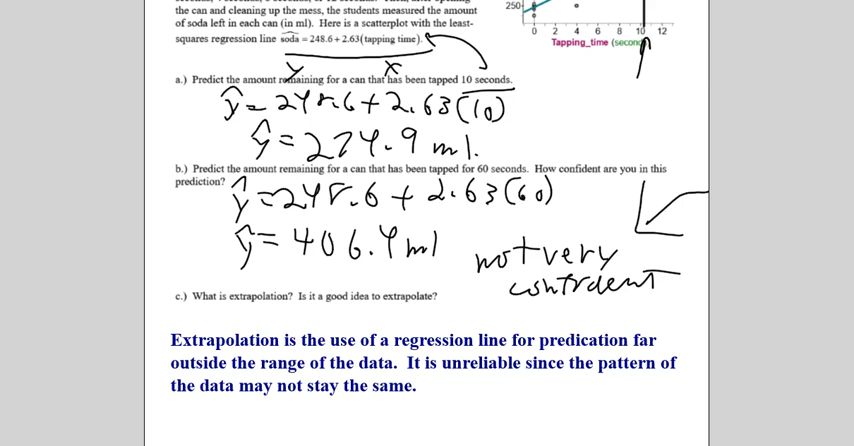 the can and cleaning up the mess, the students measured the amount
of soda left in each can (in ml). Here is a scatterplot with the least-
squares regression line soda = 248.6 + 2.63(tapping time).
250
0 2 4 6 8 10 12
Tapping_time (secon
y x
a.) Predict the amount remaining for a can that has been tapped 10 seconds.
ŷ = 248.6 + 2.63(10)
ŷ = 274.9 ml.
b.) Predict the amount remaining for a can that has been tapped for 60 seconds. How confident are you in this
prediction?
ŷ = 248.6 + 2.63(60)
ŷ = 406.4 ml
not very
confident
c.) What is extrapolation? Is it a good idea to extrapolate?
Extrapolation is the use of a regression line for predication far
outside the range of the data. It is unreliable since the pattern of
the data may not stay the same.